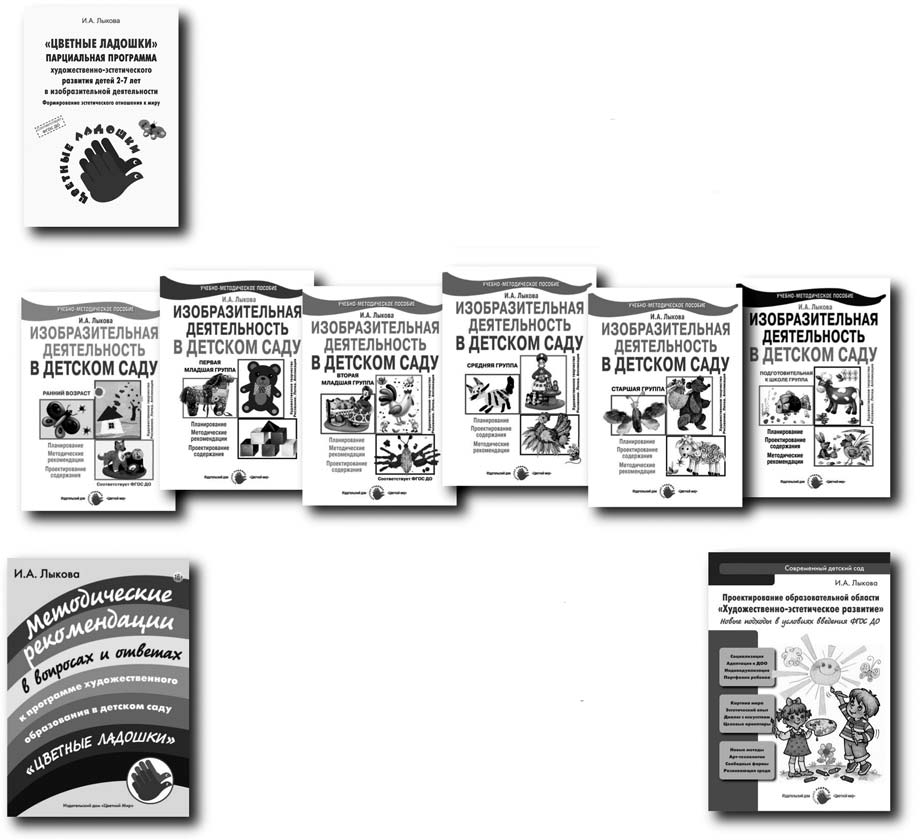 И.А. Лыкова
«ЦВЕТНЫЕ ЛАДОШКИ»
ПАРЦИАЛЬНАЯ ПРОГРАММА
художественно-эстетического
развития детей 2-7 лет
в изобразительной деятельности
Формирование эстетического отношения к миру
ФГОС ДО
ЦВЕТНЫЕ ЛАДОШКИ
УЧЕБНО-МЕТОДИЧЕСКОЕ ПОСОБИЕ
И.А. Лыкова
ИЗОБРАЗИТЕЛЬНАЯ
ДЕЯТЕЛЬНОСТЬ
В ДЕТСКОМ САДУ
РАННИЙ ВОЗРАСТ
Планирование
Методические
рекомендации
Проектирование
содержания
Соответствует ФГОС ДО
Издательский дом «Цветной мир»
УЧЕБНО-МЕТОДИЧЕСКОЕ ПОСОБИЕ
И.А. Лыкова
ИЗОБРАЗИТЕЛЬНАЯ
ДЕЯТЕЛЬНОСТЬ
В ДЕТСКОМ САДУ
ПЕРВАЯ
МЛАДШАЯ ГРУППА
Планирование
Методические
рекомендации
Проектирование
содержания
Издательский дом «Цветной мир»
УЧЕБНО-МЕТОДИЧЕСКОЕ ПОСОБИЕ
И.А. Лыкова
ИЗОБРАЗИТЕЛЬНАЯ
ДЕЯТЕЛЬНОСТЬ
В ДЕТСКОМ САДУ
ВТОРАЯ
МЛАДШАЯ ГРУППА
Планирование
Методические
рекомендации
Проектирование
содержания
Соответствует ФГОС ДО
Издательский дом «Цветной мир»
УЧЕБНО-МЕТОДИЧЕСКОЕ ПОСОБИЕ
И.А. Лыкова
ИЗОБРАЗИТЕЛЬНАЯ
ДЕЯТЕЛЬНОСТЬ
В ДЕТСКОМ САДУ
СРЕДНЯЯ ГРУППА
Планирование
Проектирование
содержания
Методические
рекомендации
Издательский дом «Цветной мир»
УЧЕБНО-МЕТОДИЧЕСКОЕ ПОСОБИЕ
И.А. Лыкова
ИЗОБРАЗИТЕЛЬНАЯ
ДЕЯТЕЛЬНОСТЬ
В ДЕТСКОМ САДУ
СТАРШАЯ ГРУППА
Планирование
Проектирование
содержания
Методические
рекомендации
Издательский дом «Цветной мир»
УЧЕБНО-МЕТОДИЧЕСКОЕ ПОСОБИЕ
И.А. Лыкова
ИЗОБРАЗИТЕЛЬНАЯ
ДЕЯТЕЛЬНОСТЬ
В ДЕТСКОМ САДУ
ПОДГОТОВИТЕЛЬНАЯ
К ШКОЛЕ ГРУППА
Планирование
Проектирование
содержания
Методические
рекомендации
Издательский дом «Цветной мир»
И.А. Лыкова
Методические
рекомендации
в вопросах и ответах
к программе художественного
образования в детском саду
«ЦВЕТНЫЕ ЛАДОШКИ»
Издательский дом «Цветной Мир»
Современный детский сад
И.А. Лыкова
Проектирование образовательной области
«Художественно-эстетическое развитие»
Новые подходы в условиях введения ФГОС ДО
Социализация
Адаптация к ДОО
Индивидуализация
Портфолио ребенка
Картина мира
Эстетический опыт
Диалог с искусством
Целевые ориентиры
Новые методы
Арт-технологии
Свободные формы
Развивающая среда
Издательский дом «Цветной мир»